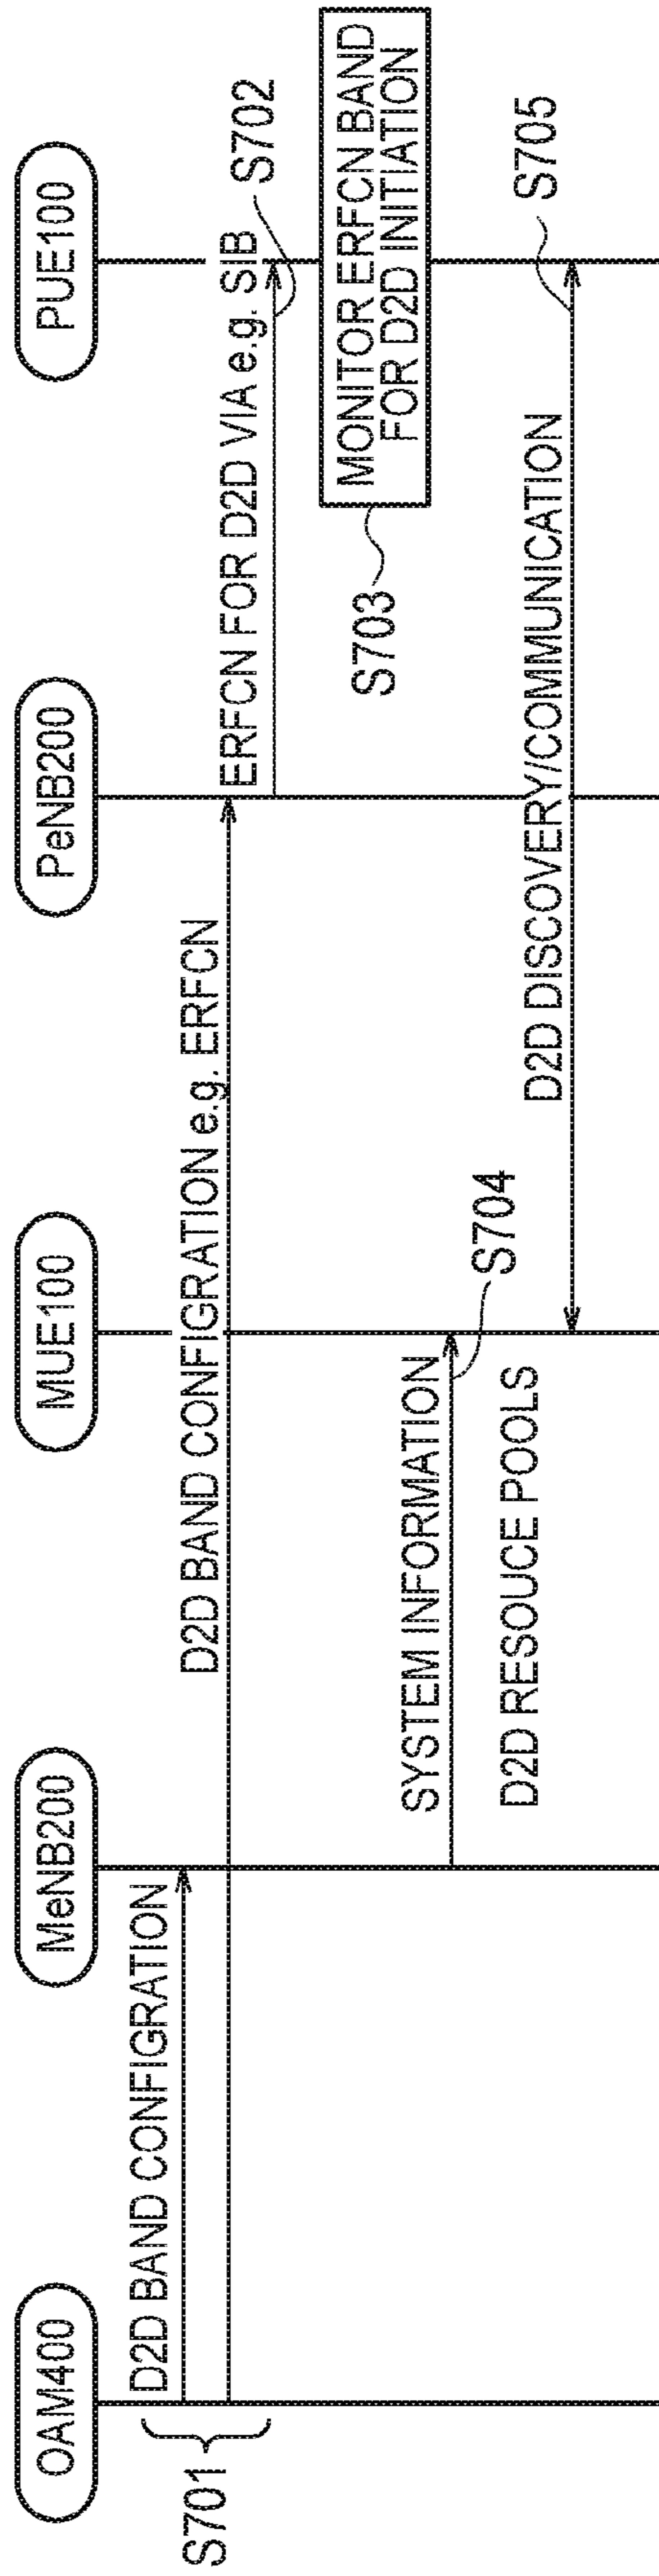 OAM400
MeNB200
MUE100
PeNB200
PUE100
S701
D2D BAND CONFIGRATION
D2D BAND CONFIGRATION e.g. ERFCN
ERFCN FOR D2D VIA e.g. SIB
S702
S703
MONITOR ERFCN BAND
FOR D2D INITIATION
SYSTEM INFORMATION
S704
D2D RESOUCE POOLS
D2D DISCOVERY/COMMUNICATION
S705